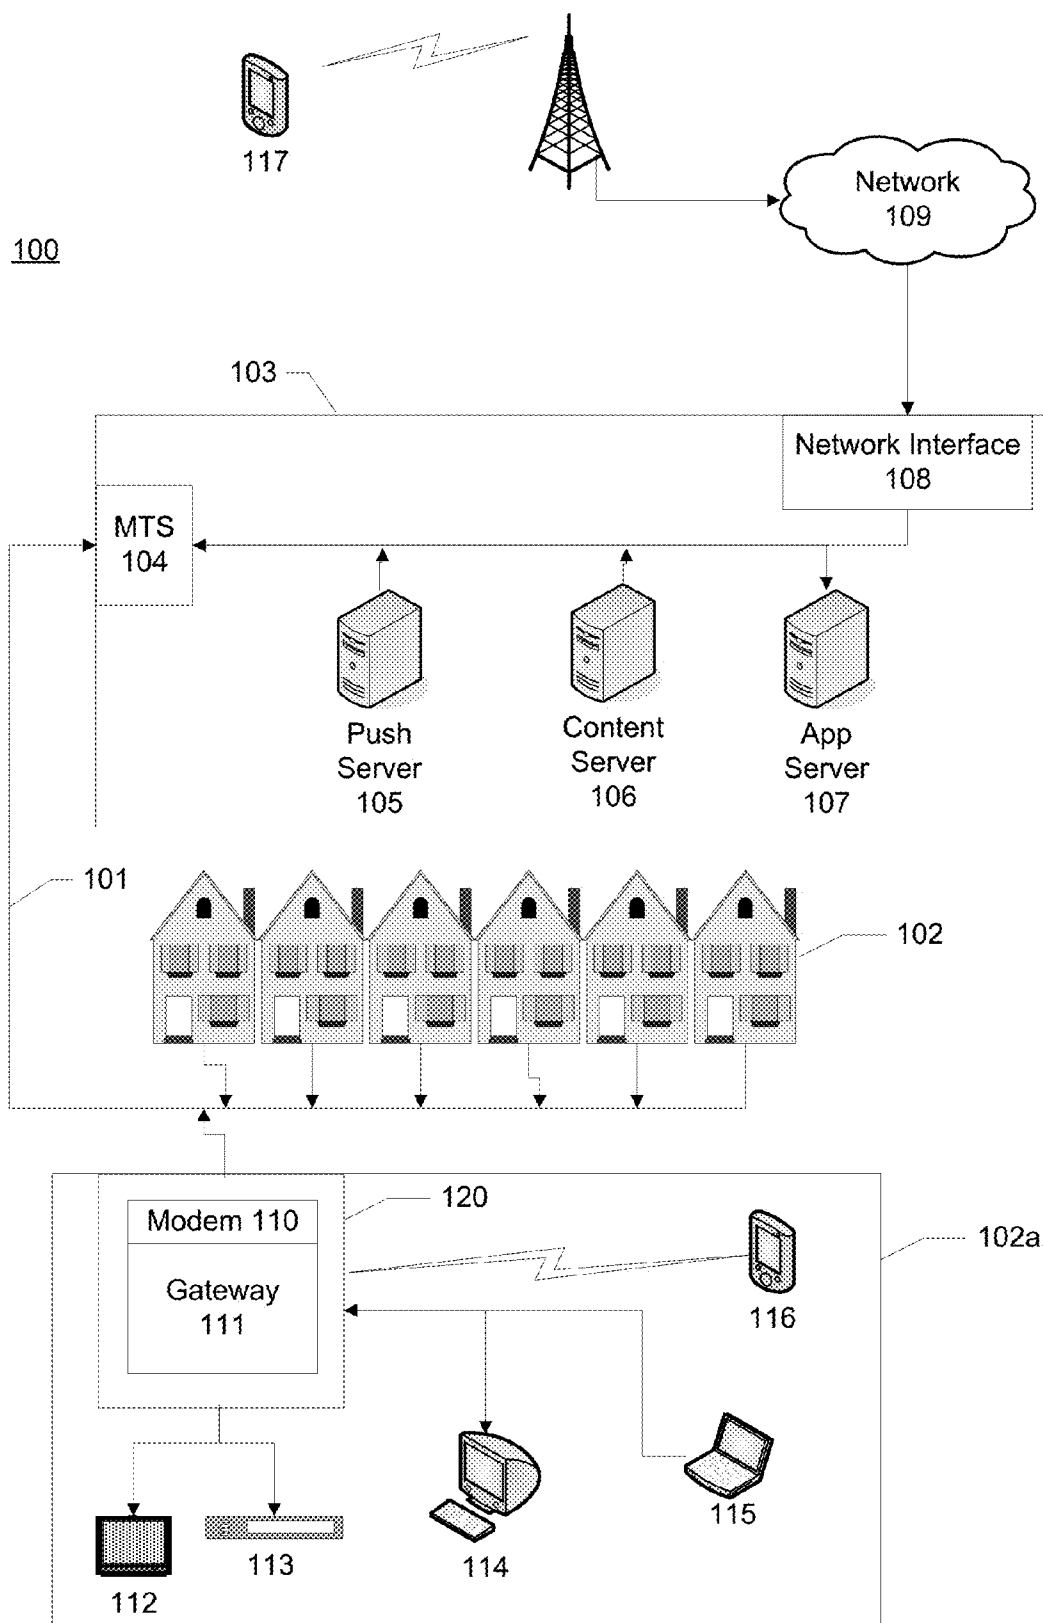 117
Network
109
100
103
Network Interface
108
MTS
104
Push
Server
105
Content
Server
106
App
Server
107
101
102
Modem 110
120
Gateway
111
102a
116
115
114
113
112